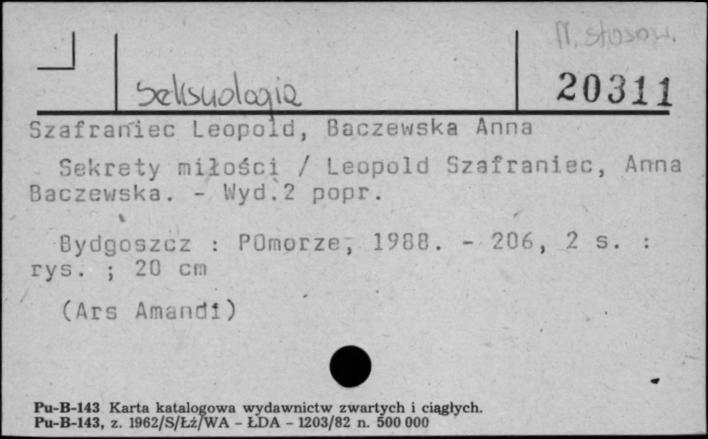 N. stosow.
Seksuologia
20311
Szafraniec Leopold, Baczewska Anna
Sekrety miłości / Leopold Szafraniec, Anna
Baczewska. - Wyd.2 popr.
Bydgoszcz : POmorze, 1988. - 206, 2 s. :
rys. ; 20 cm
(Ars Amandi)
Pu-B-143 Karta katalogowa wydawnictw zwartych i ciągłych.
Pu-B-143, z. 1962/S/Łż/WA - ŁDA - 1203/82 n. 500 000